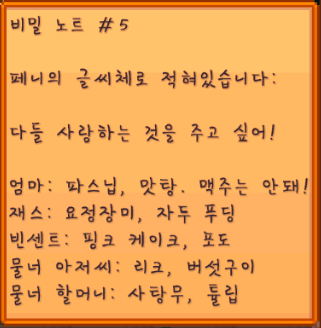 비밀 노트 #5
페니의 글씨체로 적혀있습니다:
다들 사랑하는 것을 주고 싶어!
엄마: 파스닙, 맛탕. 맥주는 안돼!
재스: 요정장미, 자두 푸딩
빈센트: 핑크 케이크, 포도
물너 아저씨: 리크, 버섯구이
물너 할머니: 사탕무, 튤립